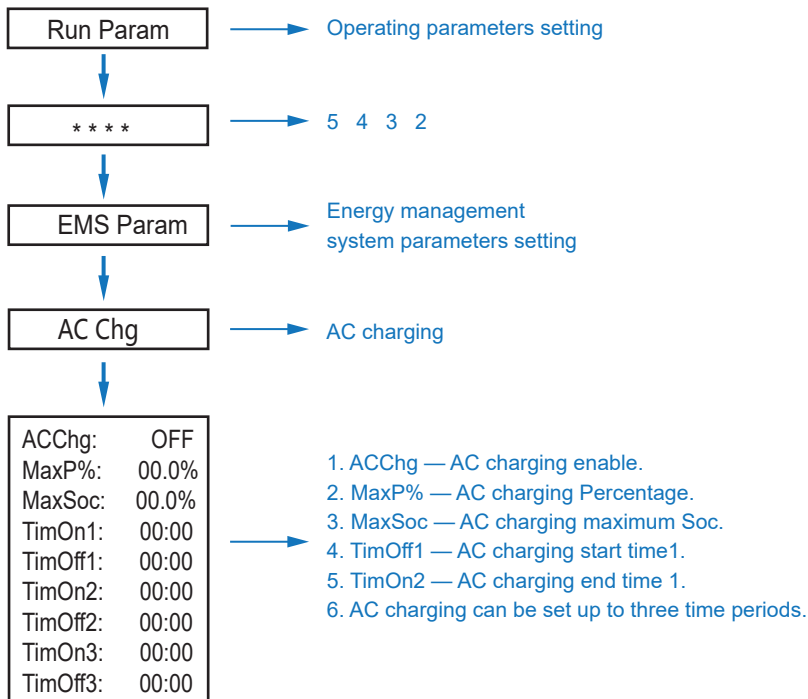 Run Param
Operating parameters setting
* * * *
5 4 3 2
EMS Param
Energy management
system parameters setting
AC Chg
AC charging
ACChg: OFF
MaxP%: 00.0%
MaxSoc: 00.0%
TimOn1: 00:00
TimOff1: 00:00
TimOn2: 00:00
TimOff2: 00:00
TimOn3: 00:00
TimOff3: 00:00
1. ACChg — AC charging enable.
2. MaxP% — AC charging Percentage.
3. MaxSoc — AC charging maximum Soc.
4. TimOff1 — AC charging start time1.
5. TimOn2 — AC charging end time 1.
6. AC charging can be set up to three time periods.